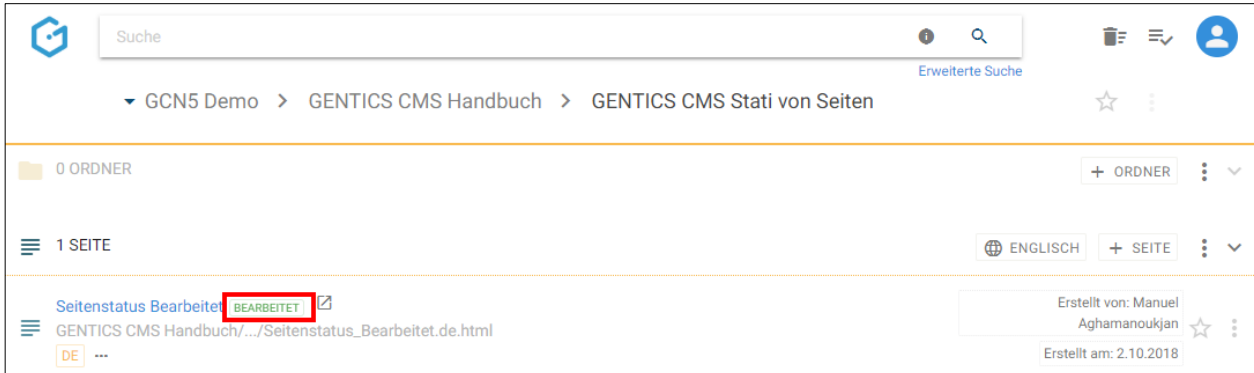 Suche
Erweiterte Suche
GCN5 Demo > GENTICS CMS Handbuch > GENTICS CMS Stati von Seiten
0 ORDNER
+ ORDNER
1 SEITE
ENGLISCH
+ SEITE
Seitenstatus Bearbeitet BEARBEITET
GENTICS CMS Handbuch/.../Seitenstatus_Bearbeitet.de.html
DE
Erstellt von: Manuel
Aghamanoukjan
Erstellt am: 2.10.2018